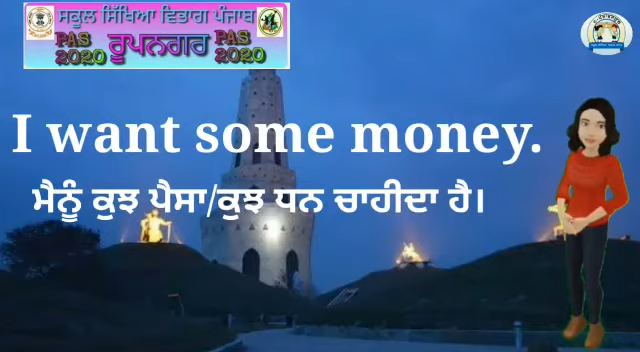 ਸਕੂਲ ਸਿੱਖਿਆ ਵਿਭਾਗ ਪੰਜਾਬ
PAS 2020 ਰੂਪਨਗਰ PAS 2020
I want some money.
ਮੈਨੂੰ ਕੁਝ ਪੈਸਾ/ਕੁਝ ਧਨ ਚਾਹੀਦਾ ਹੈ।